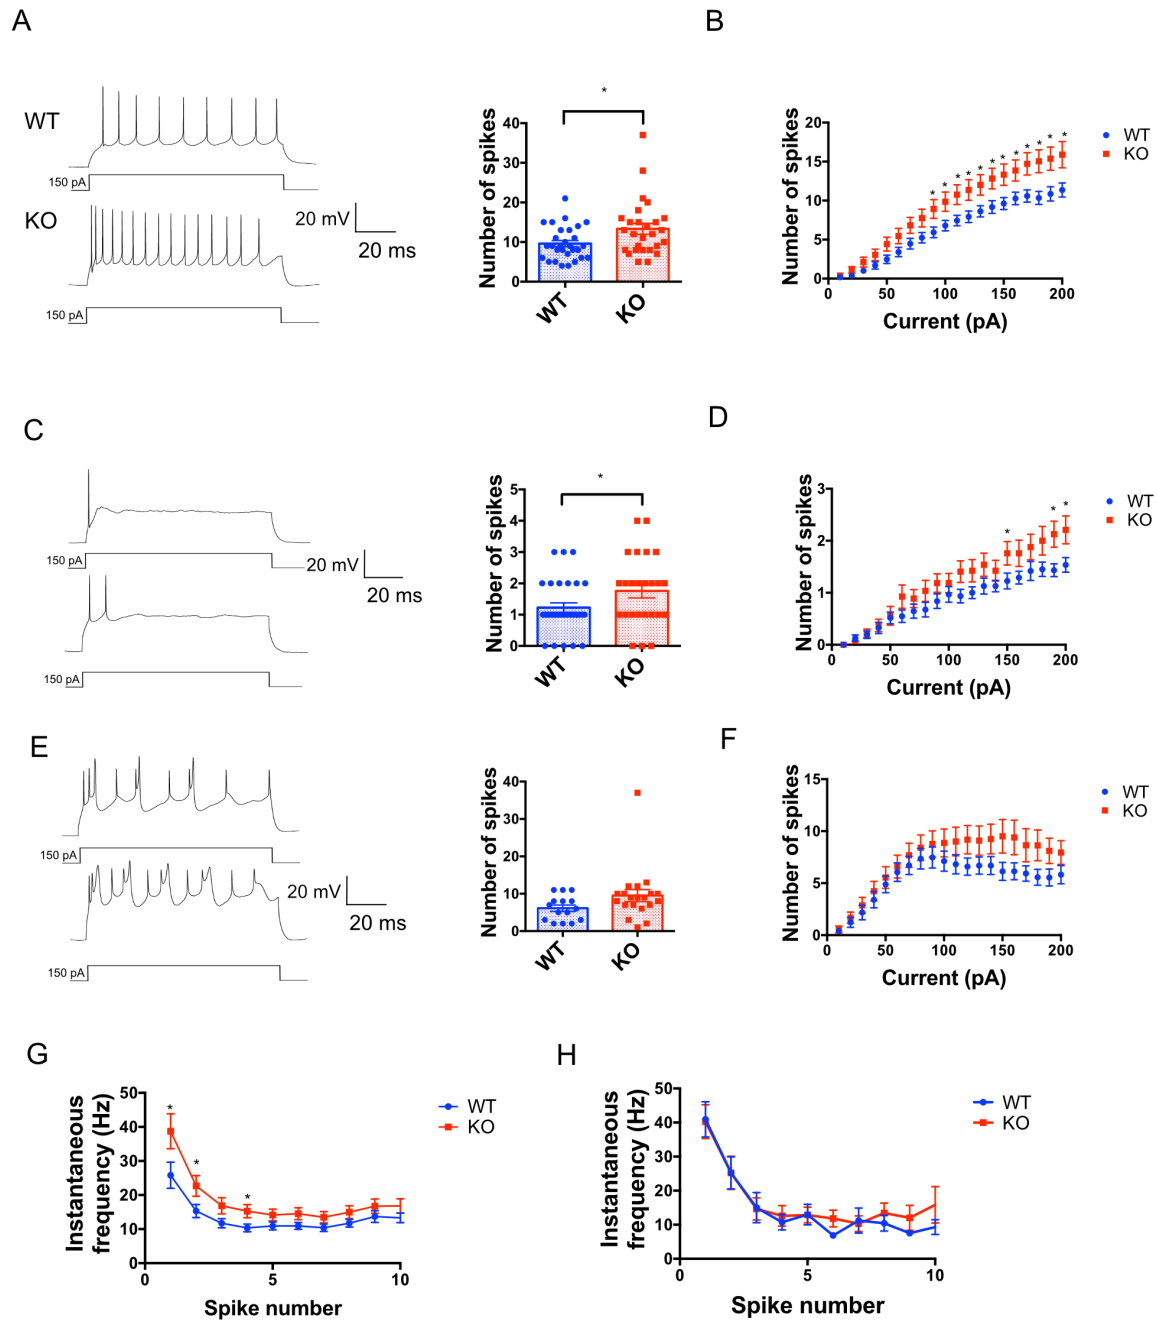 A
WT
150 pA
KO
20 mV
20 ms
150 pA
Number of spikes
40
30
20
10
0
*
WT
KO
B
Number of spikes
20
15
10
5
0
* * * * * * * * * * * *
0 50 100 150 200
Current (pA)
WT
KO
C
150 pA
20 mV
20 ms
150 pA
Number of spikes
5
4
3
2
1
0
*
WT
KO
D
Number of spikes
3
2
1
0
* * *
0 50 100 150 200
Current (pA)
WT
KO
E
150 pA
20 mV
20 ms
150 pA
Number of spikes
40
30
20
10
0
WT
KO
F
Number of spikes
15
10
5
0
0 50 100 150 200
Current (pA)
WT
KO
G
Instantaneous
frequency (Hz)
50
40
30
20
10
0
* * *
0 5 10
Spike number
WT
KO
H
Instantaneous
frequency (Hz)
50
40
30
20
10
0
0 5 10
Spike number
WT
KO